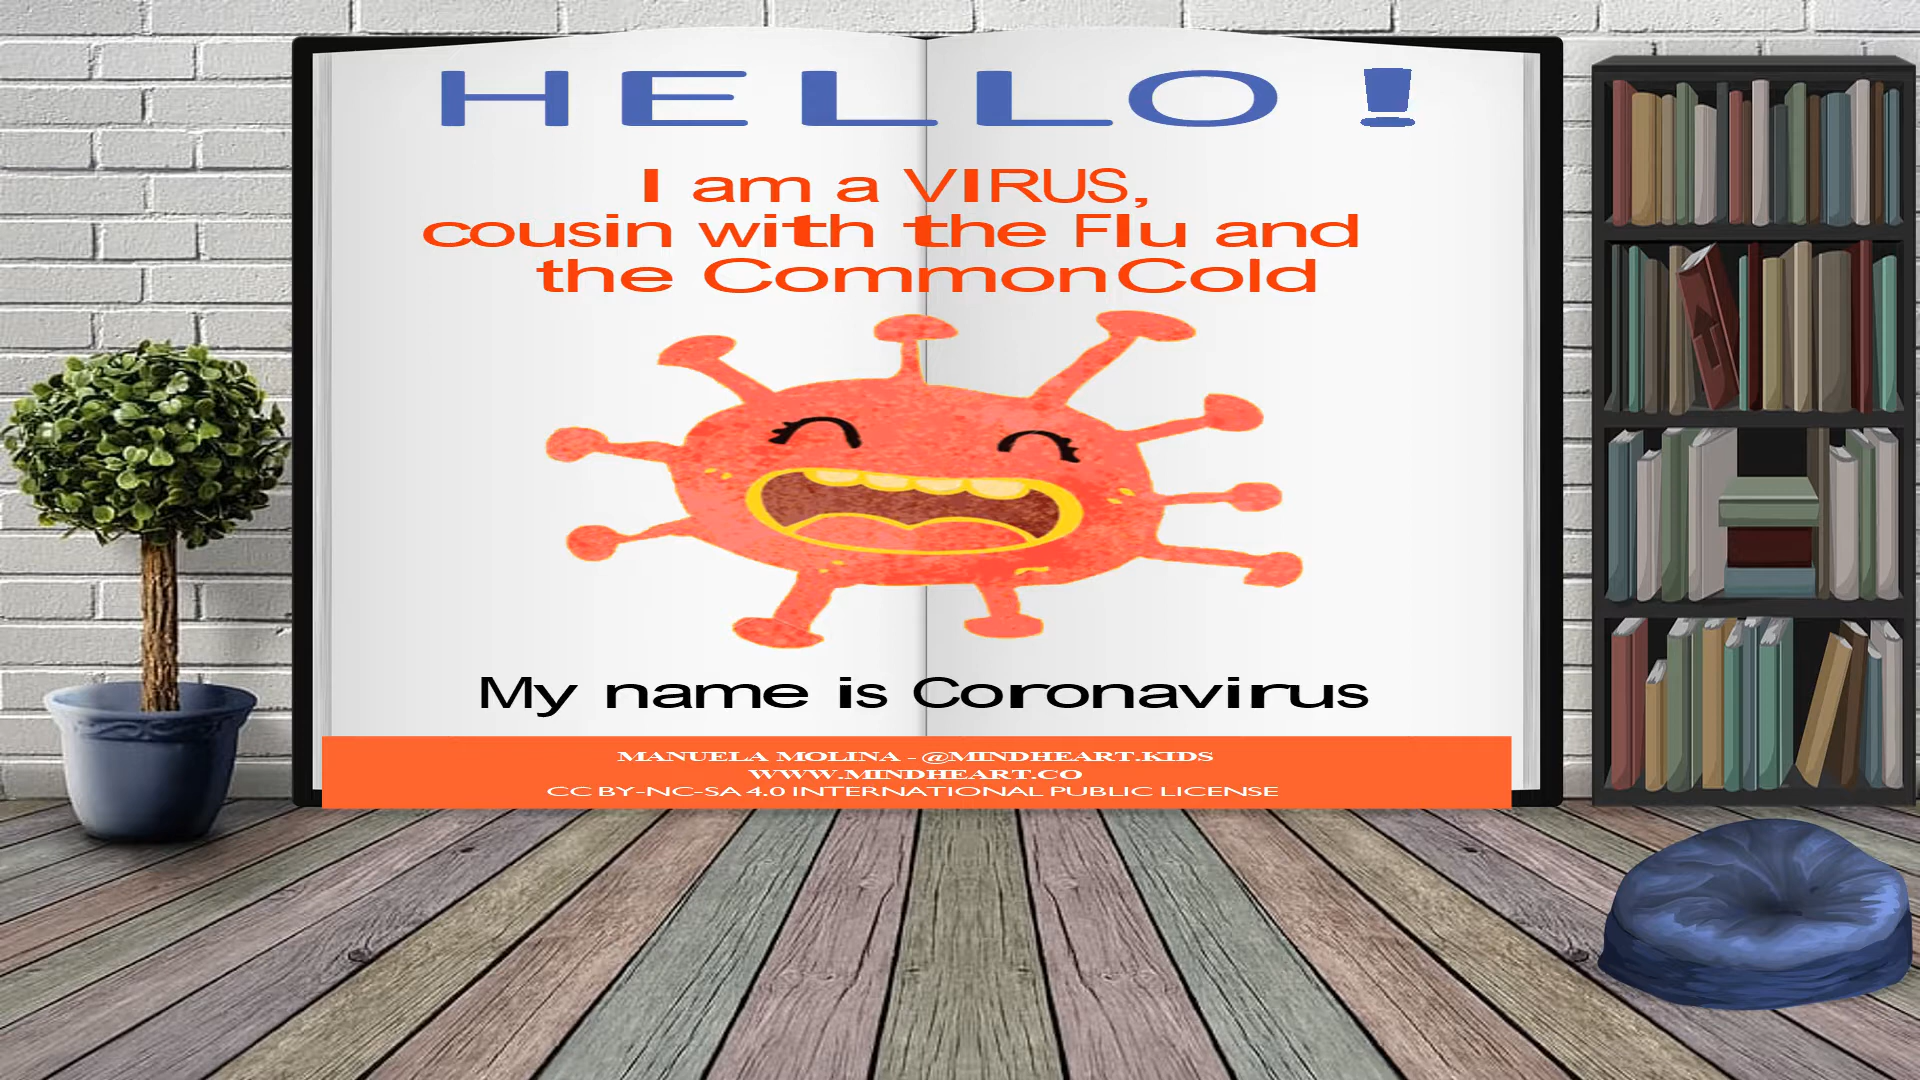 HELLO!
I am a VIRUS,
cousin with the Flu and
the Common Cold
My name is Coronavirus
MANUELA MOLINA - @MINDHEART.KIDS
WWW.MINDHEART.CO
CC BY-NC-SA 4.0 INTERNATIONAL PUBLIC LICENSE